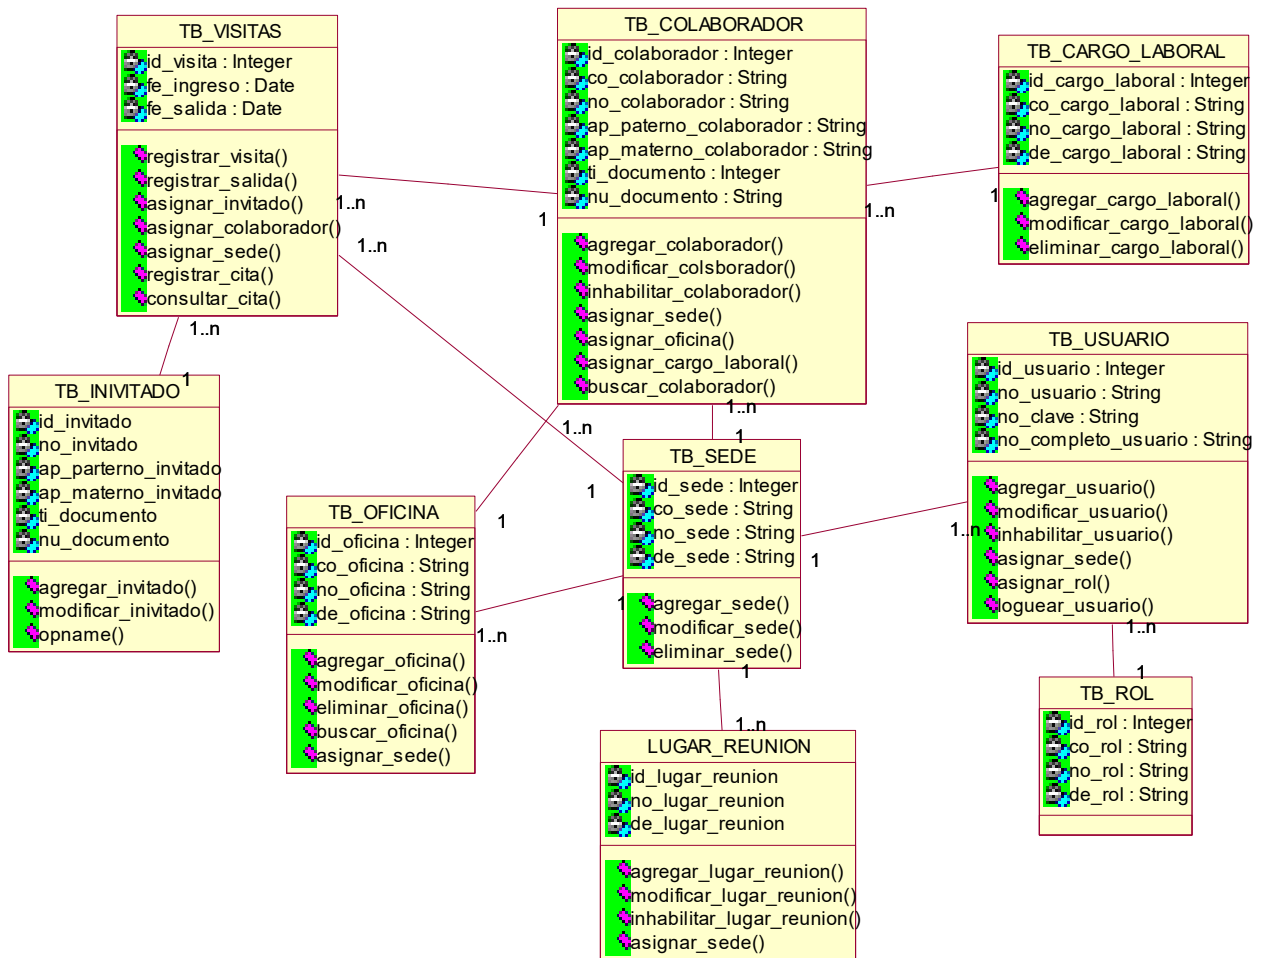 TB_VISITAS
id_visita : Integer
fe_ingreso : Date
fe_salida : Date
registrar_visita()
registrar_salida()
asignar_invitado()
asignar_colaborador()
asignar_sede()
registrar_cita()
consultar_cita()
TB_COLABORADOR
id_colaborador : Integer
co_colaborador : String
no_colaborador : String
ap_paterno_colaborador : String
ap_materno_colaborador : String
ti_documento : Integer
nu_documento : String
agregar_colaborador()
modificar_colsborador()
inhabilitar_colaborador()
asignar_sede()
asignar_oficina()
asignar_cargo_laboral()
buscar_colaborador()
TB_CARGO_LABORAL
id_cargo_laboral : Integer
co_cargo_laboral : String
no_cargo_laboral : String
de_cargo_laboral : String
agregar_cargo_laboral()
modificar_cargo_laboral()
eliminar_cargo_laboral()
1..n
1
1..n
1
1..n
1
1..n
1
TB_INIVITADO
id_invitado
no_invitado
ap_parterno_invitado
ap_materno_invitado
ti_documento
nu_documento
agregar_invitado()
modificar_inivitado()
opname()
1..n
1
1..n
1
TB_OFICINA
id_oficina : Integer
co_oficina : String
no_oficina : String
de_oficina : String
agregar_oficina()
modificar_oficina()
eliminar_oficina()
buscar_oficina()
asignar_sede()
TB_SEDE
id_sede : Integer
co_sede : String
no_sede : String
de_sede : String
agregar_sede()
modificar_sede()
eliminar_sede()
1
1..n
1
1..n
TB_USUARIO
id_usuario : Integer
no_usuario : String
no_clave : String
no_completo_usuario : String
agregar_usuario()
modificar_usuario()
inhabilitar_usuario()
asignar_sede()
asignar_rol()
loguear_usuario()
1..n
1
1
1..n
LUGAR_REUNION
id_lugar_reunion
no_lugar_reunion
de_lugar_reunion
agregar_lugar_reunion()
modificar_lugar_reunion()
inhabilitar_lugar_reunion()
asignar_sede()
TB_ROL
id_rol : Integer
co_rol : String
no_rol : String
de_rol : String